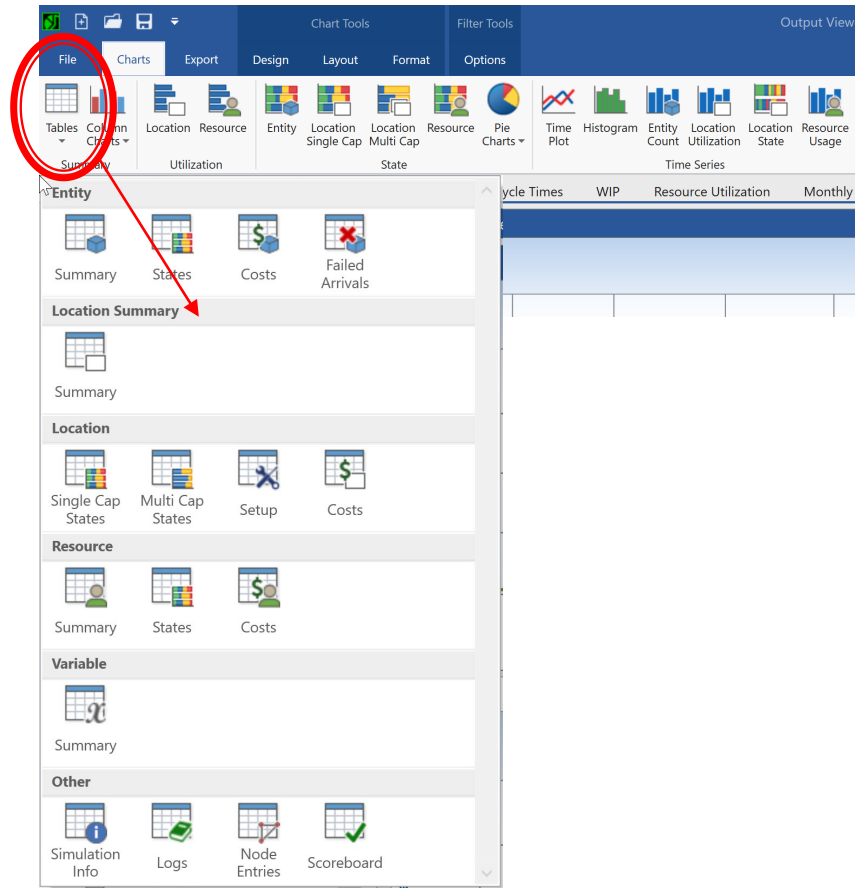 Chart Tools
Filter Tools
Output View
File
Charts
Export
Design
Layout
Format
Options
Tables
Column
Charts
Location
Resource
Entity
Location
Single Cap
Location
Multi Cap
Resource
Pie
Charts
Time
Plot
Histogram
Entity
Count
Location
Utilization
Location
State
Resource
Usage
Summary
Utilization
State
Time Series
ycle Times
WIP
Resource Utilization
Monthly
Entity
Summary
States
Costs
Failed
Arrivals
Location Summary
Summary
Location
Single Cap
States
Multi Cap
States
Setup
Costs
Resource
Summary
States
Costs
Variable
Summary
Other
Simulation
Info
Logs
Node
Entries
Scoreboard